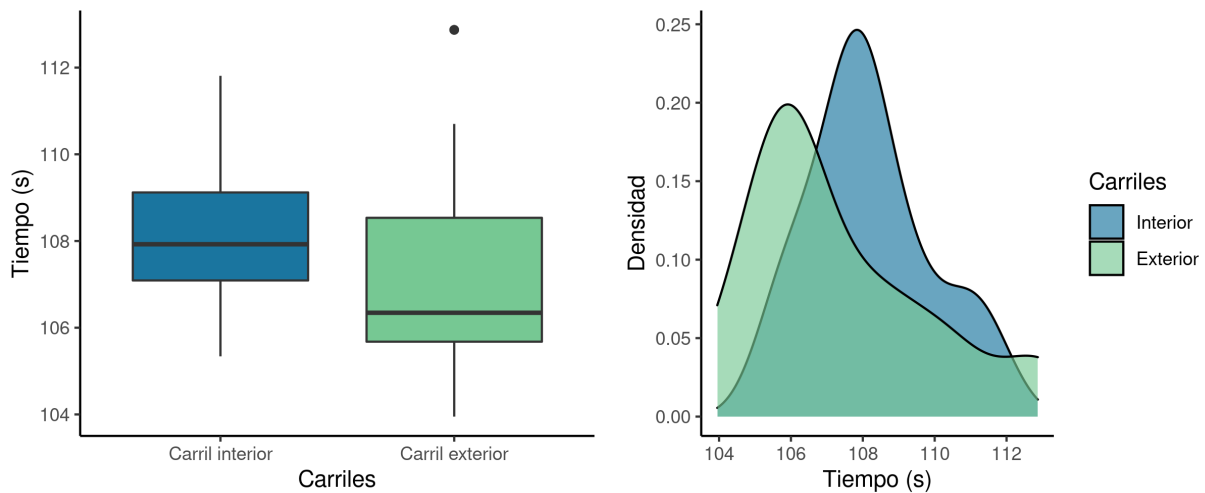 Tiempo (s)
112
110
108
106
104
Carril interior
Carril exterior
Carriles
Densidad
0.25
0.20
0.15
0.10
0.05
0.00
104
106
108
110
112
Tiempo (s)
Carriles
Interior
Exterior